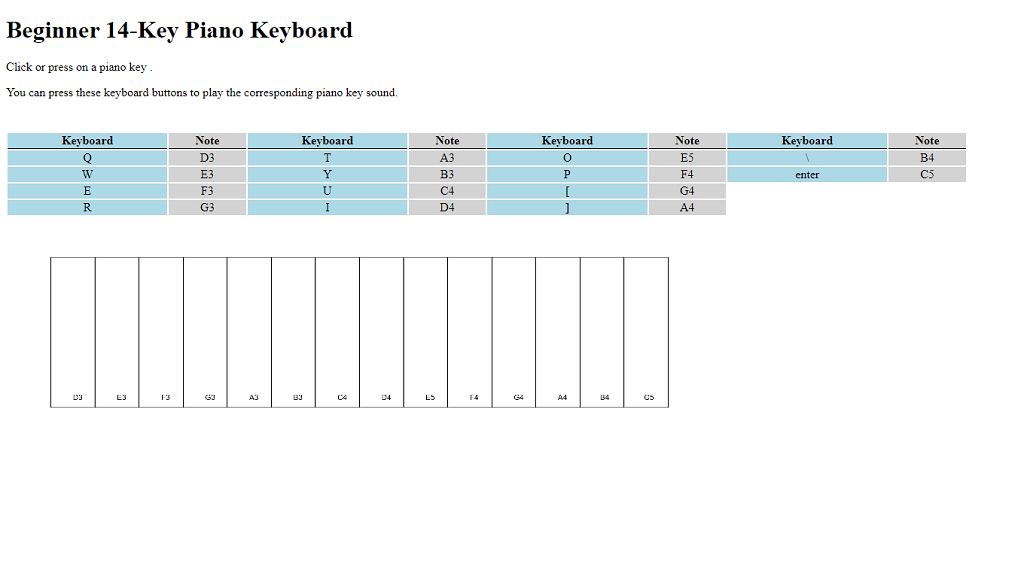 Beginner 14-Key Piano Keyboard
Click or press on a piano key .
You can press these keyboard buttons to play the corresponding piano key sound.
Keyboard Note Keyboard Note Keyboard Note Keyboard Note
Q D3 T A3 O E5 \ B4
W E3 Y B3 P F4 enter C5
E F3 U C4 [ G4
R G3 I D4 ] A4
D3 E3 F3 G3 A3 B3 C4 D4 E5 F4 G4 A4 B4 C5